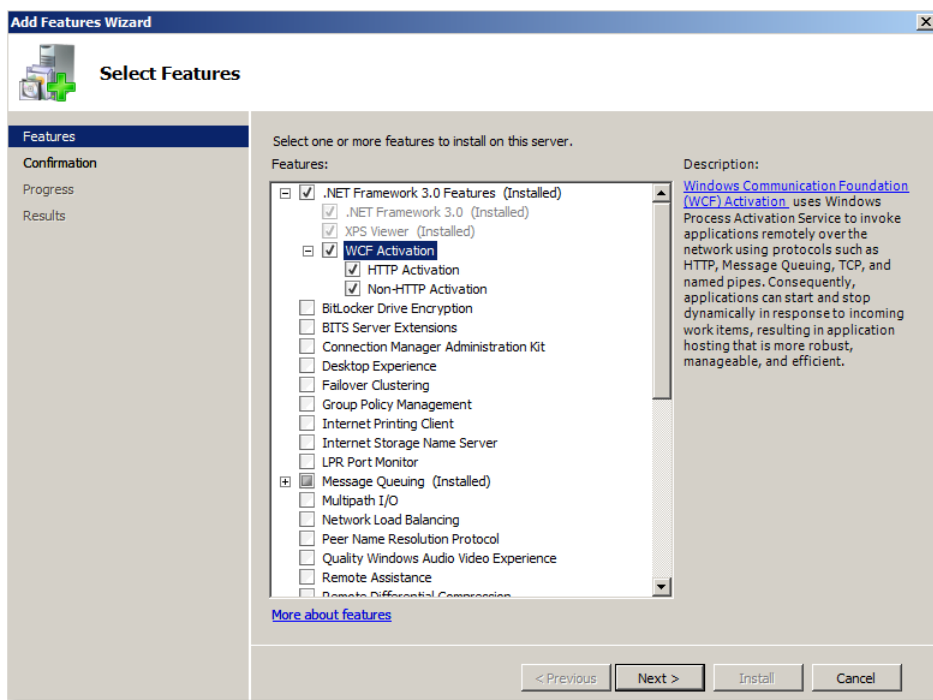 Add Features Wizard
Select Features
Features
Confirmation
Progress
Results
Select one or more features to install on this server.
Features:
.NET Framework 3.0 Features (Installed)
.NET Framework 3.0 (Installed)
XPS Viewer (Installed)
WCF Activation
HTTP Activation
Non-HTTP Activation
BitLocker Drive Encryption
BITS Server Extensions
Connection Manager Administration Kit
Desktop Experience
Failover Clustering
Group Policy Management
Internet Printing Client
Internet Storage Name Server
LPR Port Monitor
Message Queuing (Installed)
Multipath I/O
Network Load Balancing
Peer Name Resolution Protocol
Quality Windows Audio Video Experience
Remote Assistance
Remote Differential Compression
More about features
Description:
Windows Communication Foundation
(WCF) Activation uses Windows
Process Activation Service to invoke
applications remotely over the
network using protocols such as
HTTP, Message Queuing, TCP, and
named pipes. Consequently,
applications can start and stop
dynamically in response to incoming
work items, resulting in application
hosting that is more robust,
manageable, and efficient.
< Previous
Next >
Install
Cancel